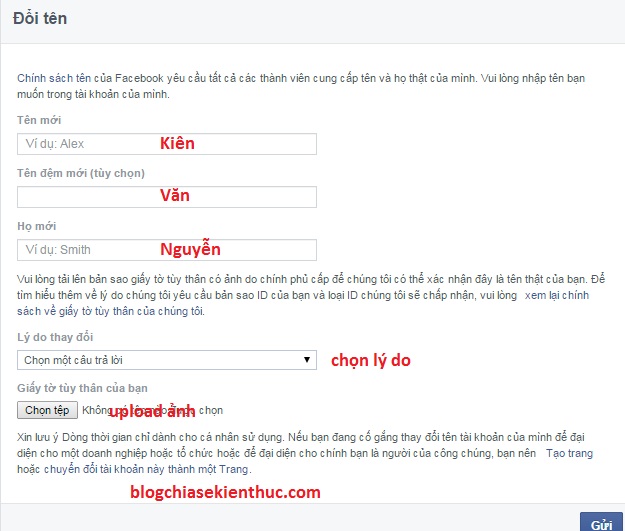 Đổi tên
Chính sách tên của Facebook yêu cầu tất cả các thành viên cung cấp tên và họ thật của mình. Vui lòng nhập tên bạn
muốn trong tài khoản của mình.
Tên mới
Ví dụ: Alex Kiên
Tên đệm mới (tùy chọn)
Văn
Họ mới
Ví dụ: Smith Nguyễn
Vui lòng tải lên bản sao giấy tờ tùy thân có ảnh do chính phủ cấp để chúng tôi có thể xác nhận đây là tên thật của bạn. Để
tìm hiểu thêm về lý do chúng tôi yêu cầu bản sao ID của bạn và loại ID chúng tôi sẽ chấp nhận, vui lòng xem lại chính
sách về giấy tờ tùy thân của chúng tôi.
Lý do thay đổi
Chọn một câu trả lời chọn lý do
Giấy tờ tùy thân của bạn
Chọn tệp Không chọn upload ảnh
Xin lưu ý Dòng thời gian chỉ dành cho cá nhân sử dụng. Nếu bạn đang cố gắng thay đổi tên tài khoản của mình để đại
diện cho một doanh nghiệp hoặc tổ chức hoặc để đại diện cho chính bạn là người của công chúng, bạn nên Tạo trang
hoặc chuyển đổi tài khoản này thành một Trang.
blogchiasekienthuc.com
Gửi